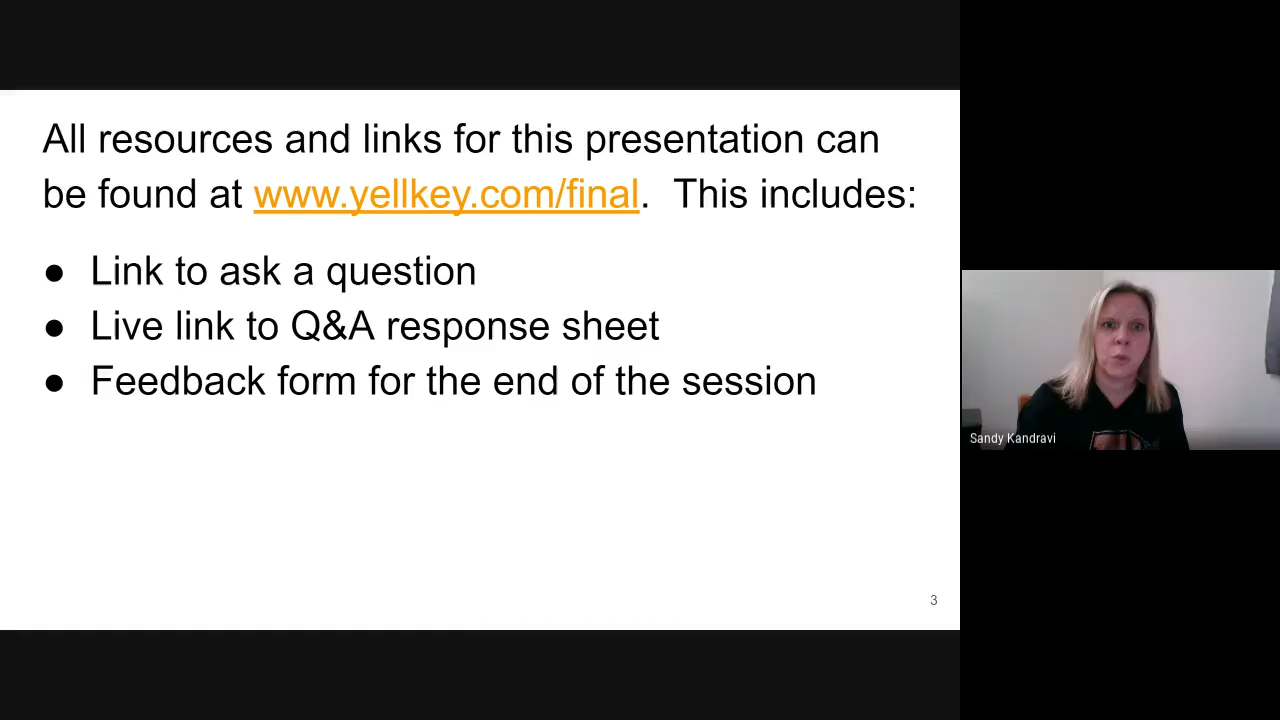 All resources and links for this presentation can
be found at www.yellkey.com/final. This includes:
● Link to ask a question
● Live link to Q&A response sheet
● Feedback form for the end of the session
3
Sandy Kandravi